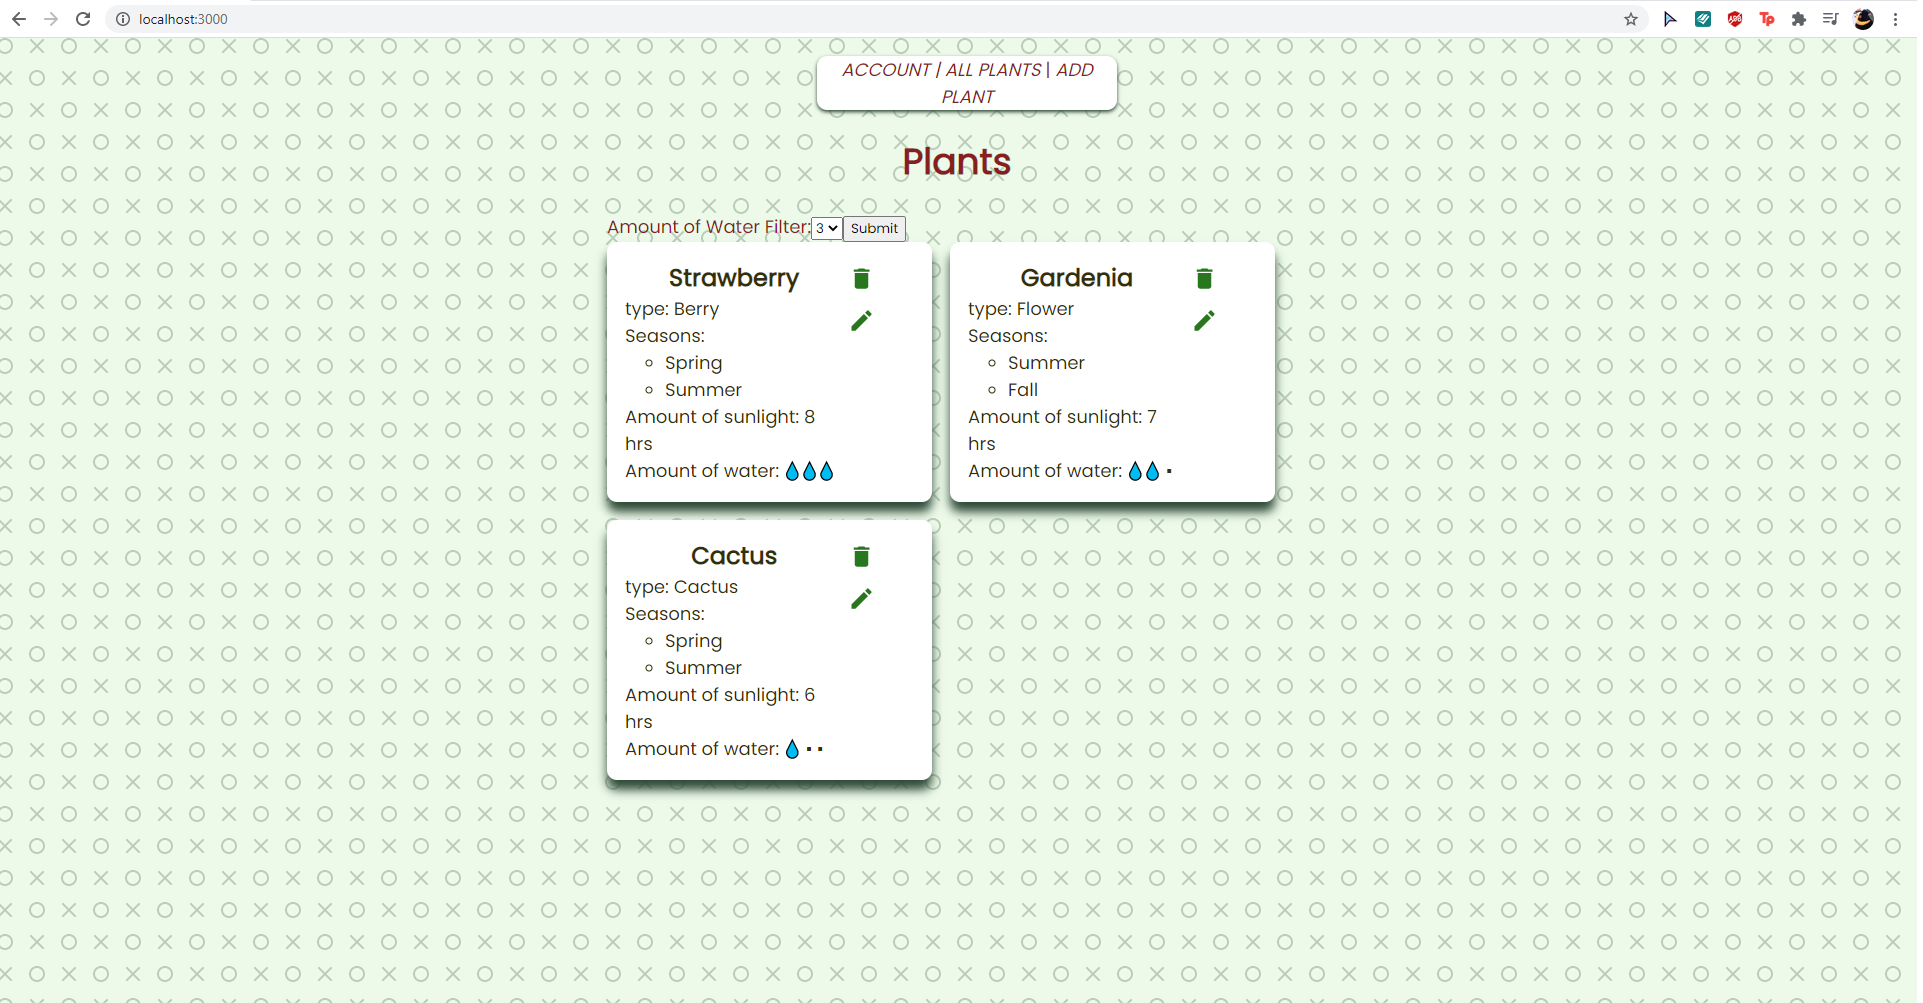 localhost:3000
ACCOUNT | ALL PLANTS | ADD
PLANT
Plants
Amount of Water Filter: 3 Submit
Strawberry
type: Berry
Seasons:
Spring
Summer
Amount of sunlight: 8
hrs
Amount of water:
Gardenia
type: Flower
Seasons:
Summer
Fall
Amount of sunlight: 7
hrs
Amount of water:
Cactus
type: Cactus
Seasons:
Spring
Summer
Amount of sunlight: 6
hrs
Amount of water: